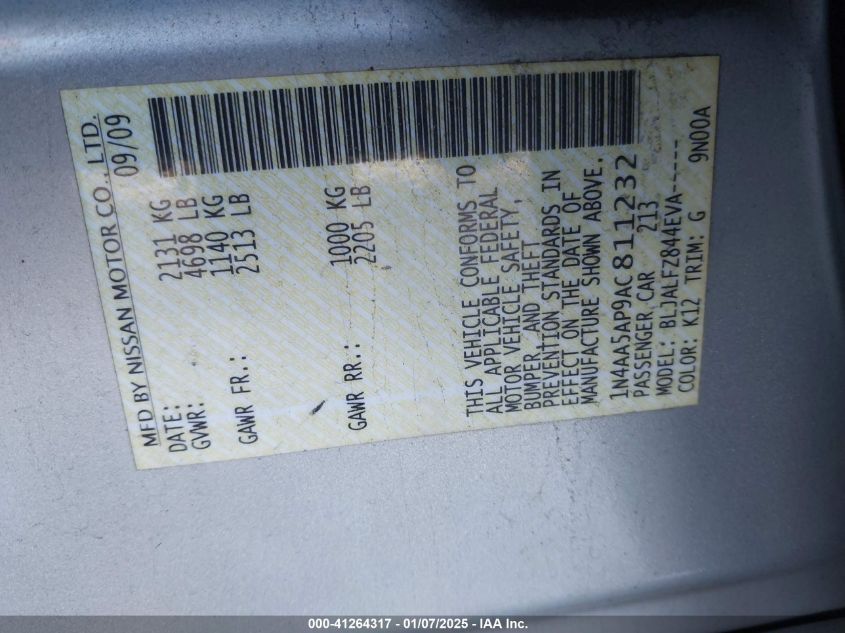 MFD BY NISSAN MOTOR CO., LTD.
DATE: 09/09
GVWR: 2131 KG
4698 LB
GAWR FR.: 1140 KG
2513 LB
GAWR RR.: 1000 KG
2205 LB
THIS VEHICLE CONFORMS TO
ALL APPLICABLE FEDERAL
MOTOR VEHICLE SAFETY,
BUMPER, AND THEFT
PREVENTION STANDARDS IN
EFFECT ON THE DATE OF
MANUFACTURE SHOWN ABOVE.
1N4AA5AP9AC811232
PASSENGER CAR 213
MODEL: BLJALFZ844EVA-----
COLOR: K12 TRIM: G 9N00A
000-41264317 - 01/07/2025 - IAA Inc.